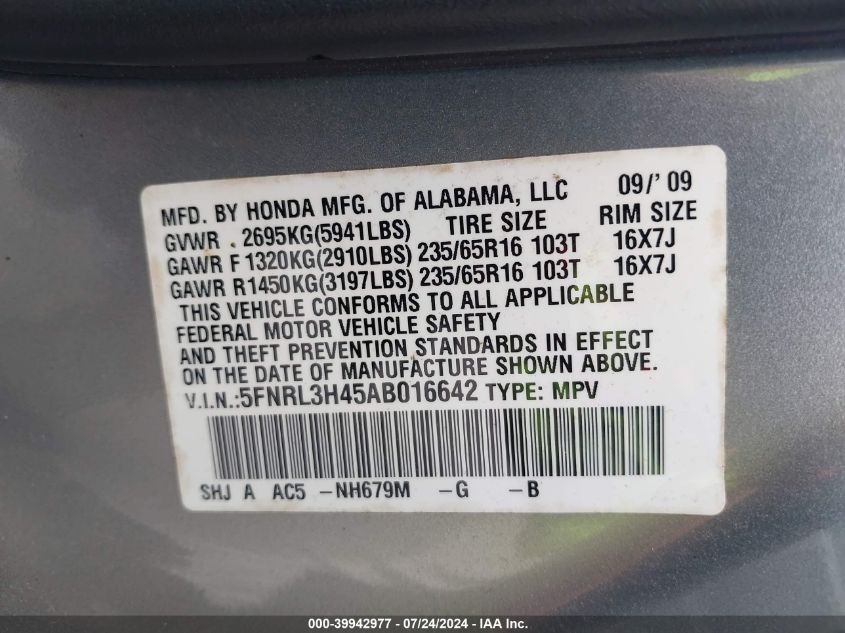 MFD. BY HONDA MFG. OF ALABAMA, LLC 09/' 09
GVWR . 2695KG(5941LBS) TIRE SIZE RIM SIZE
GAWR F 1320KG(2910LBS) 235/65R16 103T 16X7J
GAWR R1450KG(3197LBS) 235/65R16 103T 16X7J
THIS VEHICLE CONFORMS TO ALL APPLICABLE
FEDERAL MOTOR VEHICLE SAFETY
AND THEFT PREVENTION STANDARDS IN EFFECT
ON THE DATE OF MANUFACTURE SHOWN ABOVE.
V.I.N.:5FNRL3H45AB016642 TYPE: MPV
SHJ A AC5 -NH679M -G -B
000-39942977 - 07/24/2024 - IAA Inc.